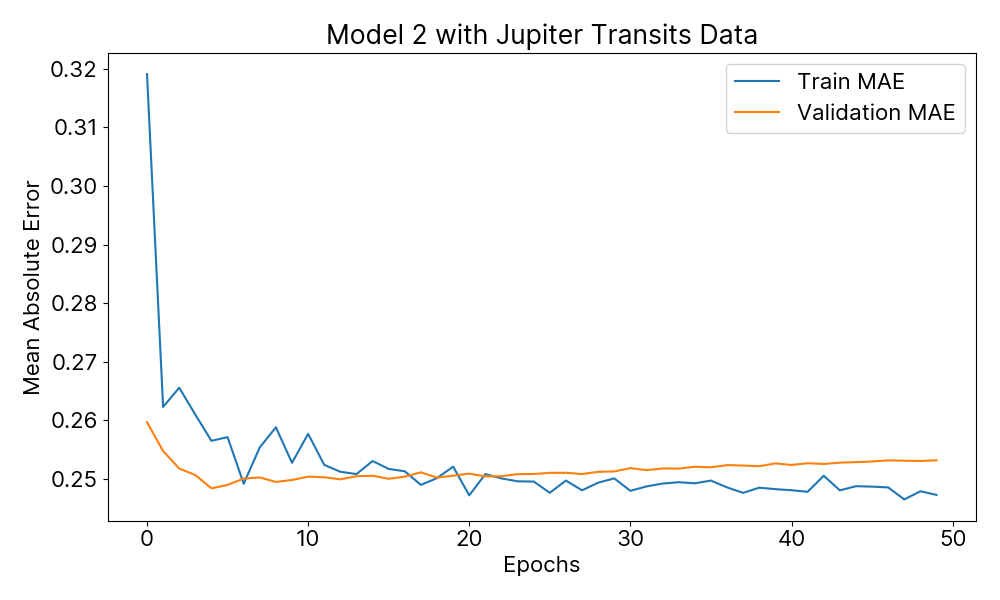 Model 2 with Jupiter Transits Data
Train MAE
Validation MAE
Mean Absolute Error
0.32
0.31
0.30
0.29
0.28
0.27
0.26
0.25
0 10 20 30 40 50
Epochs